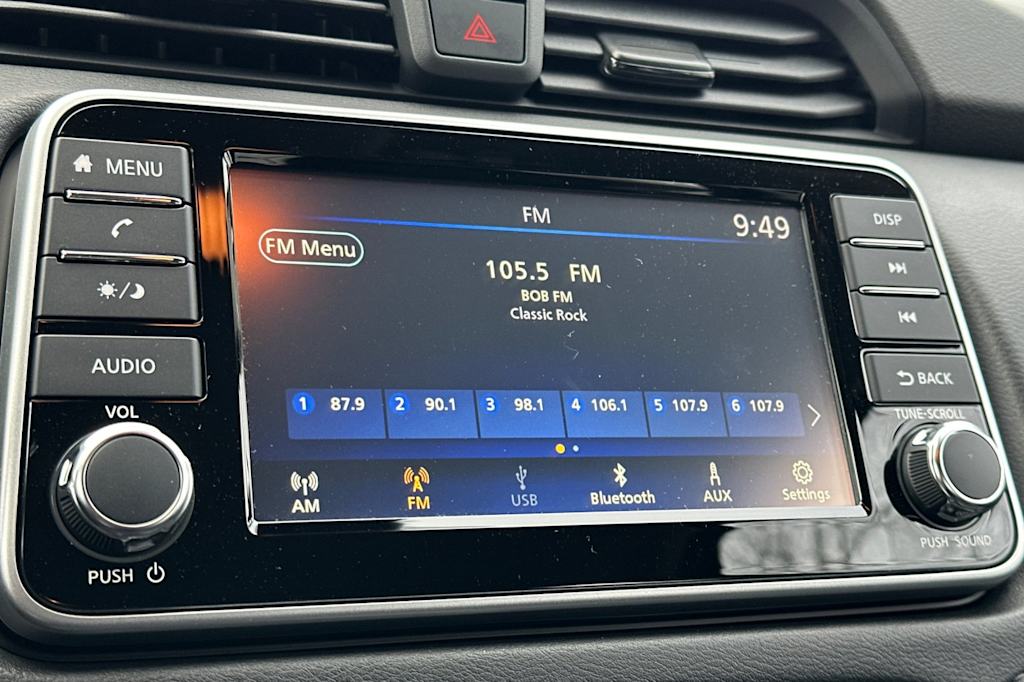 MENU
AUDIO
VOL
PUSH
FM
9:49
FM Menu
105.5 FM
BOB FM
Classic Rock
1 87.9 2 90.1 3 98.1 4 106.1 5 107.9 6 107.9
AM FM USB Bluetooth AUX Settings
DISP
BACK
TUNE-SCROLL
PUSH SOUND